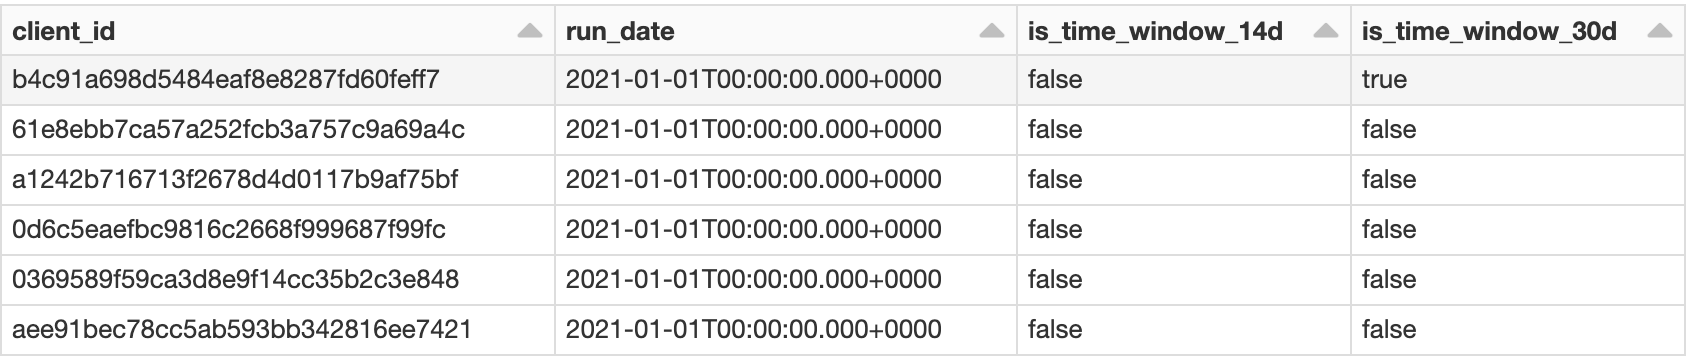 client_id run_date is_time_window_14d is_time_window_30d
b4c91a698d5484eaf8e8287fd60feff7 2021-01-01T00:00:00.000+0000 false true
61e8ebb7ca57a252fcb3a757c9a69a4c 2021-01-01T00:00:00.000+0000 false false
a1242b716713f2678d4d0117b9af75bf 2021-01-01T00:00:00.000+0000 false false
0d6c5eaefbc9816c2668f999687f99fc 2021-01-01T00:00:00.000+0000 false false
0369589f59ca3d8e9f14cc35b2c3e848 2021-01-01T00:00:00.000+0000 false false
aee91bec78cc5ab593bb342816ee7421 2021-01-01T00:00:00.000+0000 false false